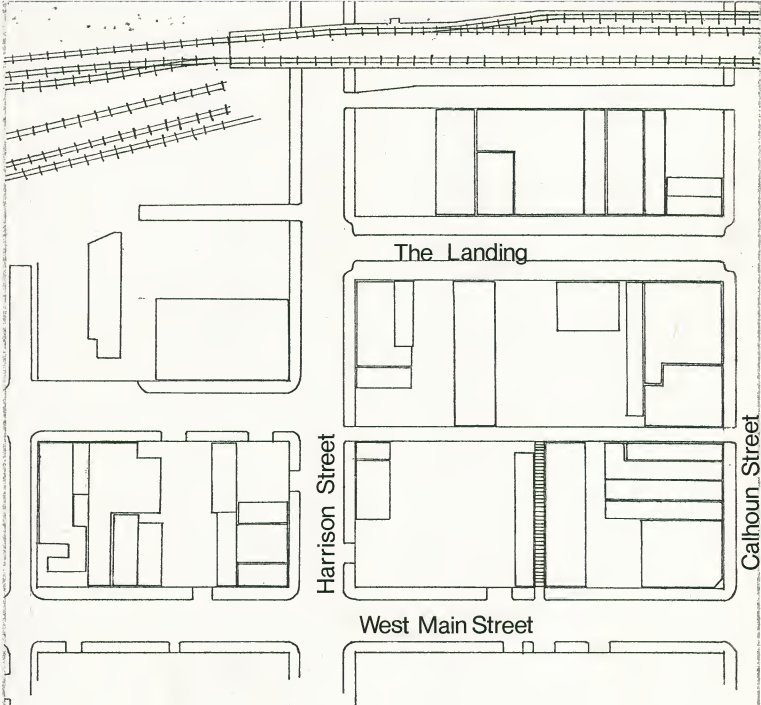 The Landing
Harrison Street
Calhoun Street
West Main Street